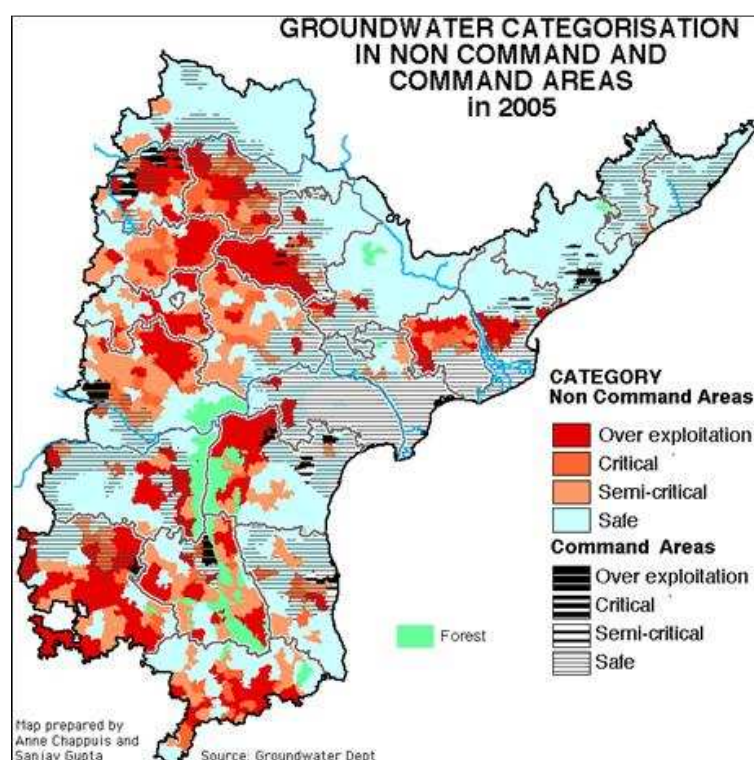 GROUNDWATER CATEGORISATION
IN NON COMMAND AND
COMMAND AREAS
in 2005
CATEGORY
Non Command Areas
Over exploitation
Critical
Semi-critical
Safe
Command Areas
Over exploitation
Critical
Semi-critical
Safe
Forest
Map prepared by
Anne Chappuis and
Sanjay Gupta
Source: Groundwater Dept